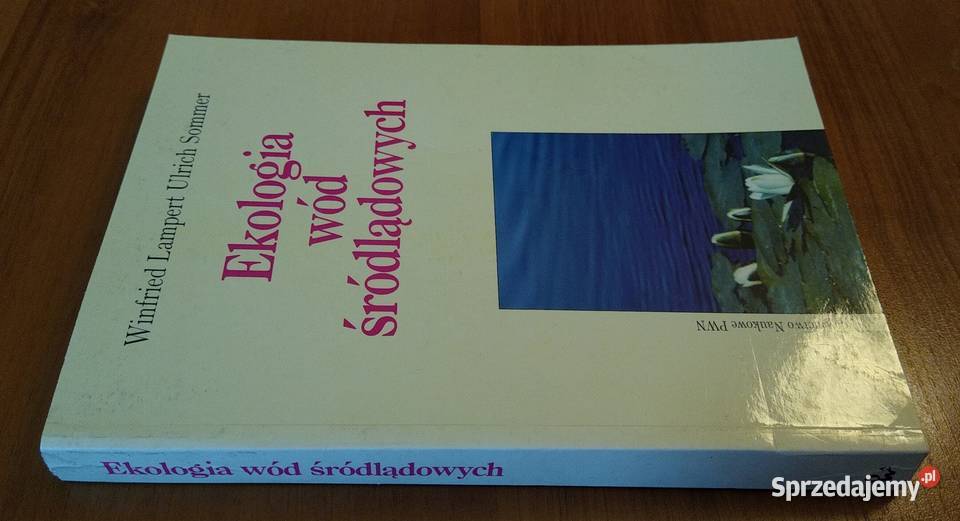 Winfried Lampert Ulrich Sommer
Ekologia
wód
śródlądowych
Naukowe PWN
Ekologia wód śródlądowych
Sprzedajemy.pl